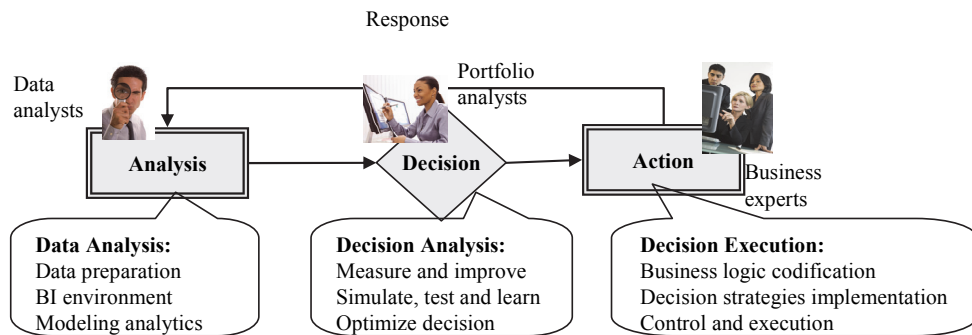 Response
Data
analysts
Portfolio
analysts
Analysis
Decision
Action
Business
experts
Data Analysis:
Data preparation
BI environment
Modeling analytics
Decision Analysis:
Measure and improve
Simulate, test and learn
Optimize decision
Decision Execution:
Business logic codification
Decision strategies implementation
Control and execution